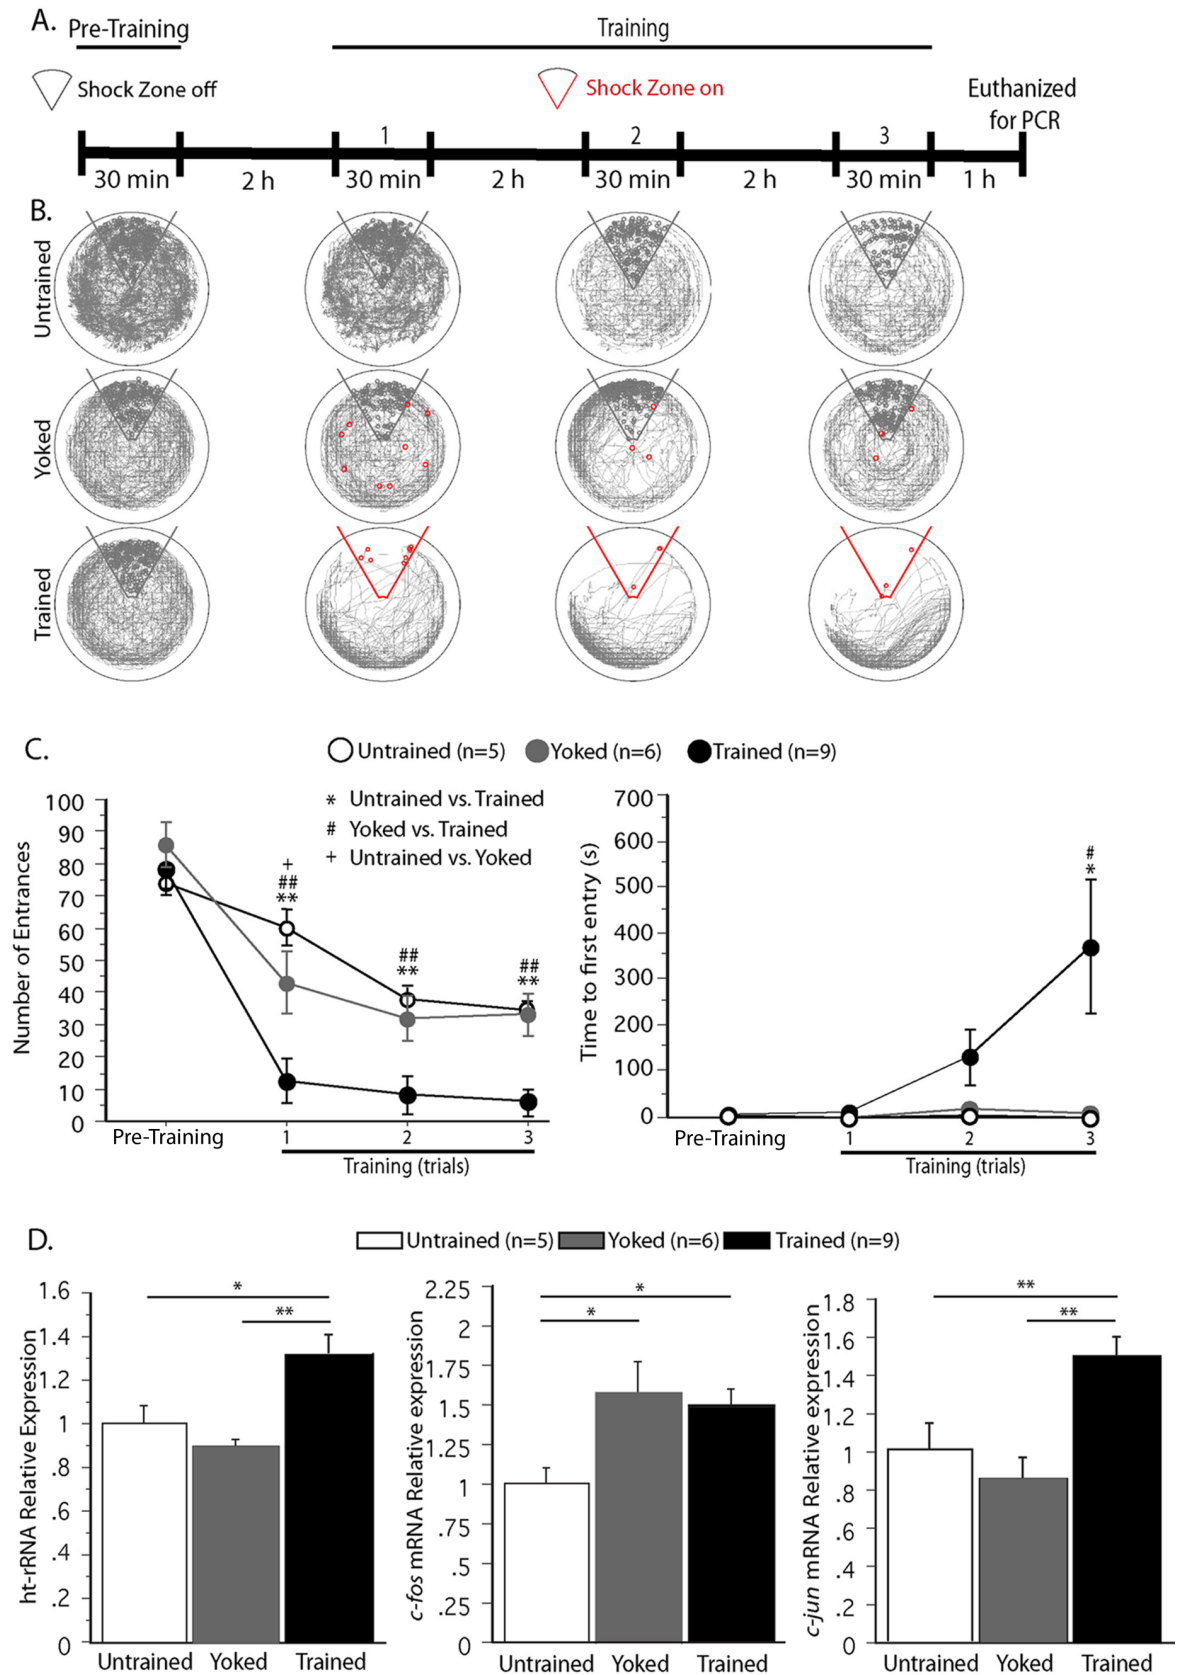 A.
Pre-Training
Training
Shock Zone off
Shock Zone on
Euthanized
for PCR
1
2
3
30 min
2 h
30 min
2 h
30 min
2 h
30 min
1 h
B.
Untrained
Yoked
Trained
C.
Untrained (n=5)
Yoked (n=6)
Trained (n=9)
* Untrained vs. Trained
# Yoked vs. Trained
+ Untrained vs. Yoked
Number of Entrances
100
90
80
70
60
50
40
30
20
10
0
+
##
**
##
**
##
**
Pre-Training
1
2
3
Training (trials)
Time to first entry (s)
700
600
500
400
300
200
100
0
#
*
Pre-Training
1
2
3
Training (trials)
D.
Untrained (n=5)
Yoked (n=6)
Trained (n=9)
ht-rRNA Relative Expression
1.6
1.4
1.2
1
.8
.6
.4
.2
0
*
**
Untrained
Yoked
Trained
c-fos mRNA Relative expression
2.25
2
1.75
1.5
1.25
1
.75
.5
.25
0
*
*
Untrained
Yoked
Trained
c-jun mRNA Relative expression
1.8
1.6
1.4
1.2
1
.8
.6
.4
.2
0
**
**
Untrained
Yoked
Trained